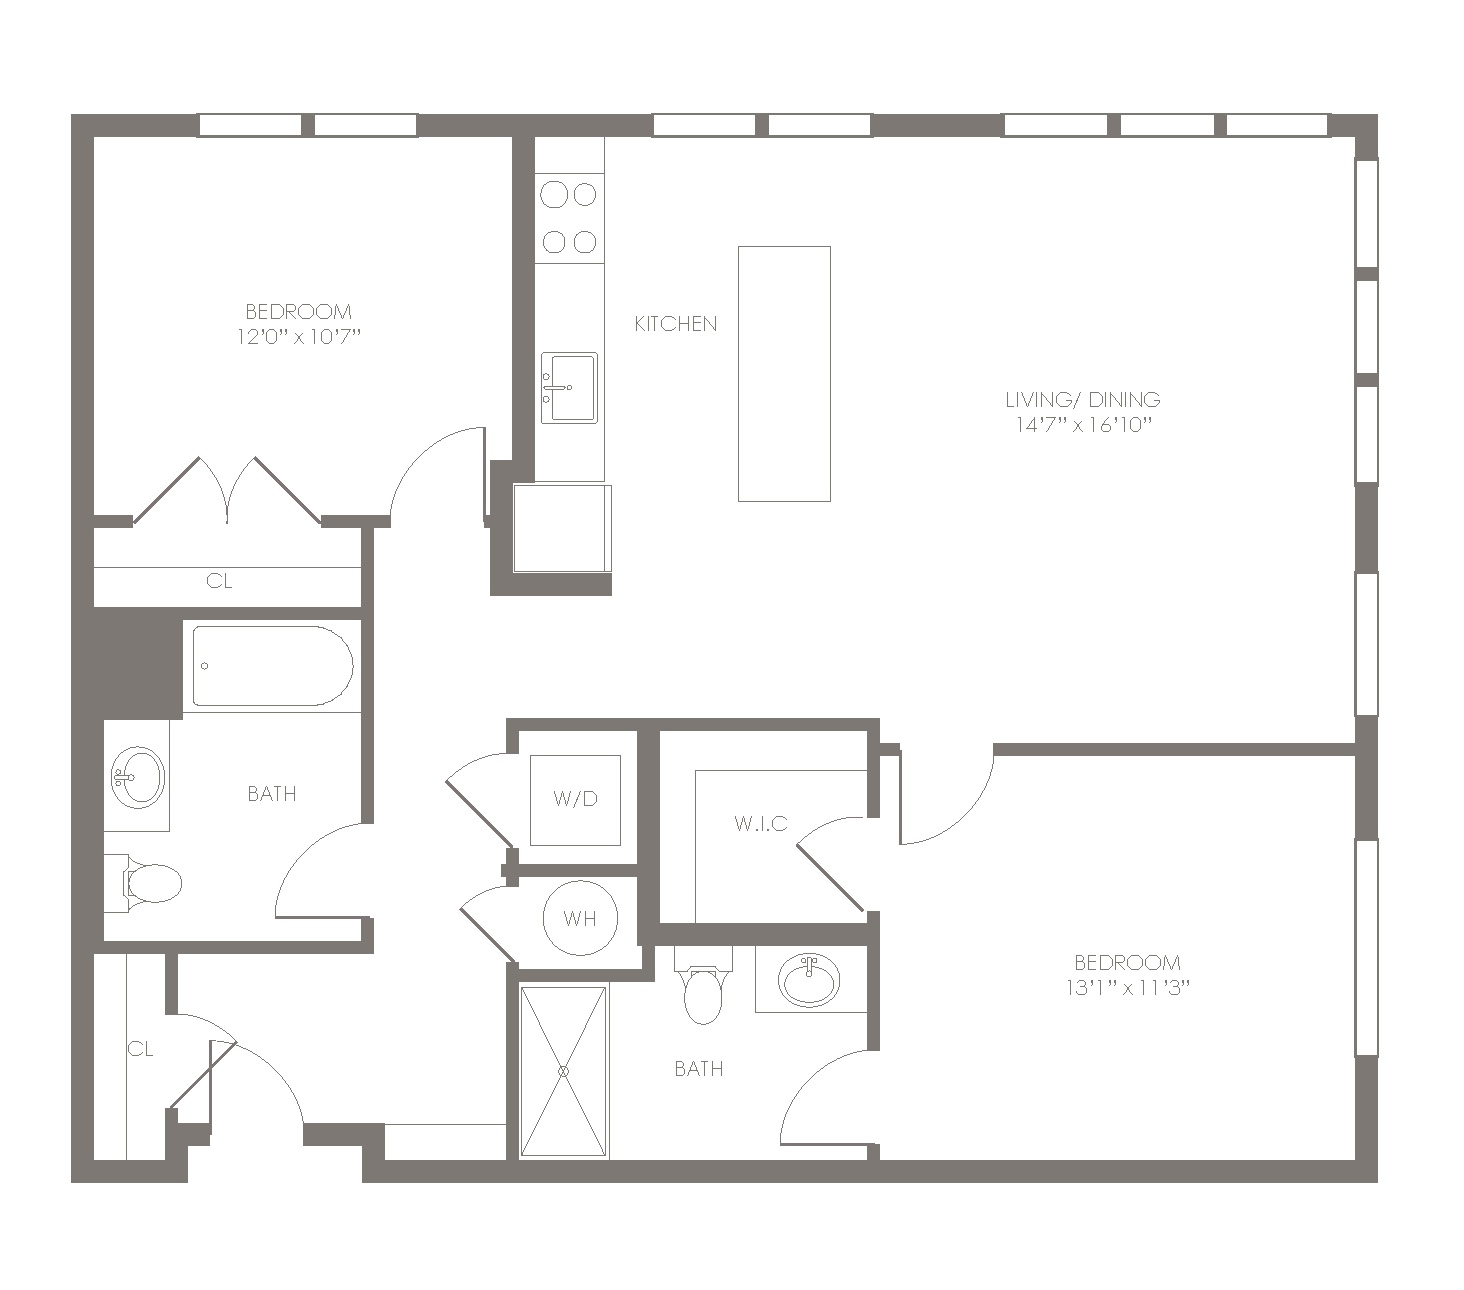 BEDROOM
12'0" x 10'7"
KITCHEN
LIVING/ DINING
14'7" x 16'10"
CL
BATH
W/D
W.I.C
WH
BEDROOM
13'1" x 11'3"
CL
BATH